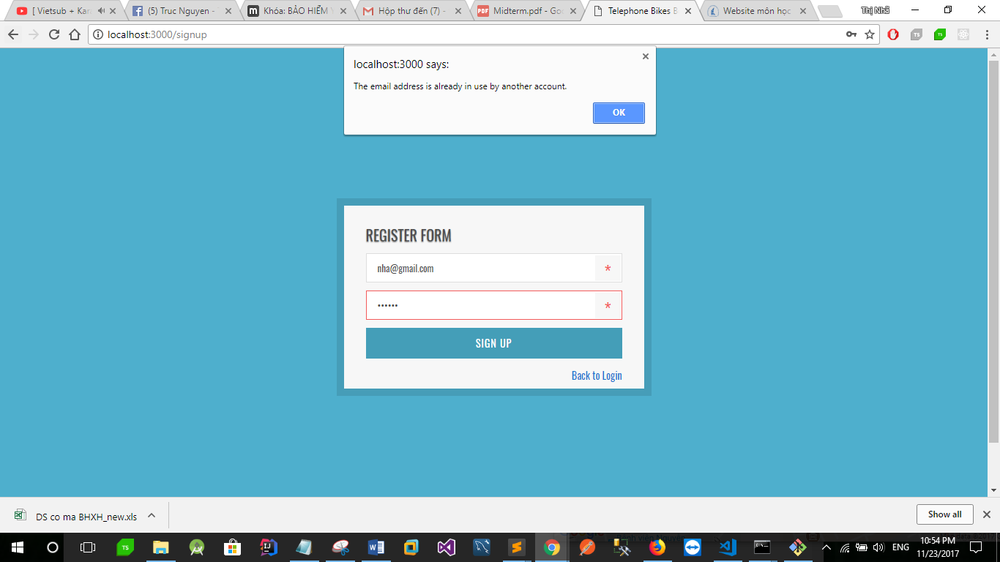 [ Vietsub + Kar
(5) Truc Nguyen -
Khóa: BẢO HIỂM Y
Hộp thư đến (7) -
Midterm.pdf - Goo
Telephone Bikes B
Website môn học
Thị Nhã
localhost:3000/signup
localhost:3000 says:
The email address is already in use by another account.
OK
REGISTER FORM
nha@gmail.com
*
••••••
*
SIGN UP
Back to Login
DS co ma BHXH_new.xls
Show all
ENG
10:54 PM
11/23/2017